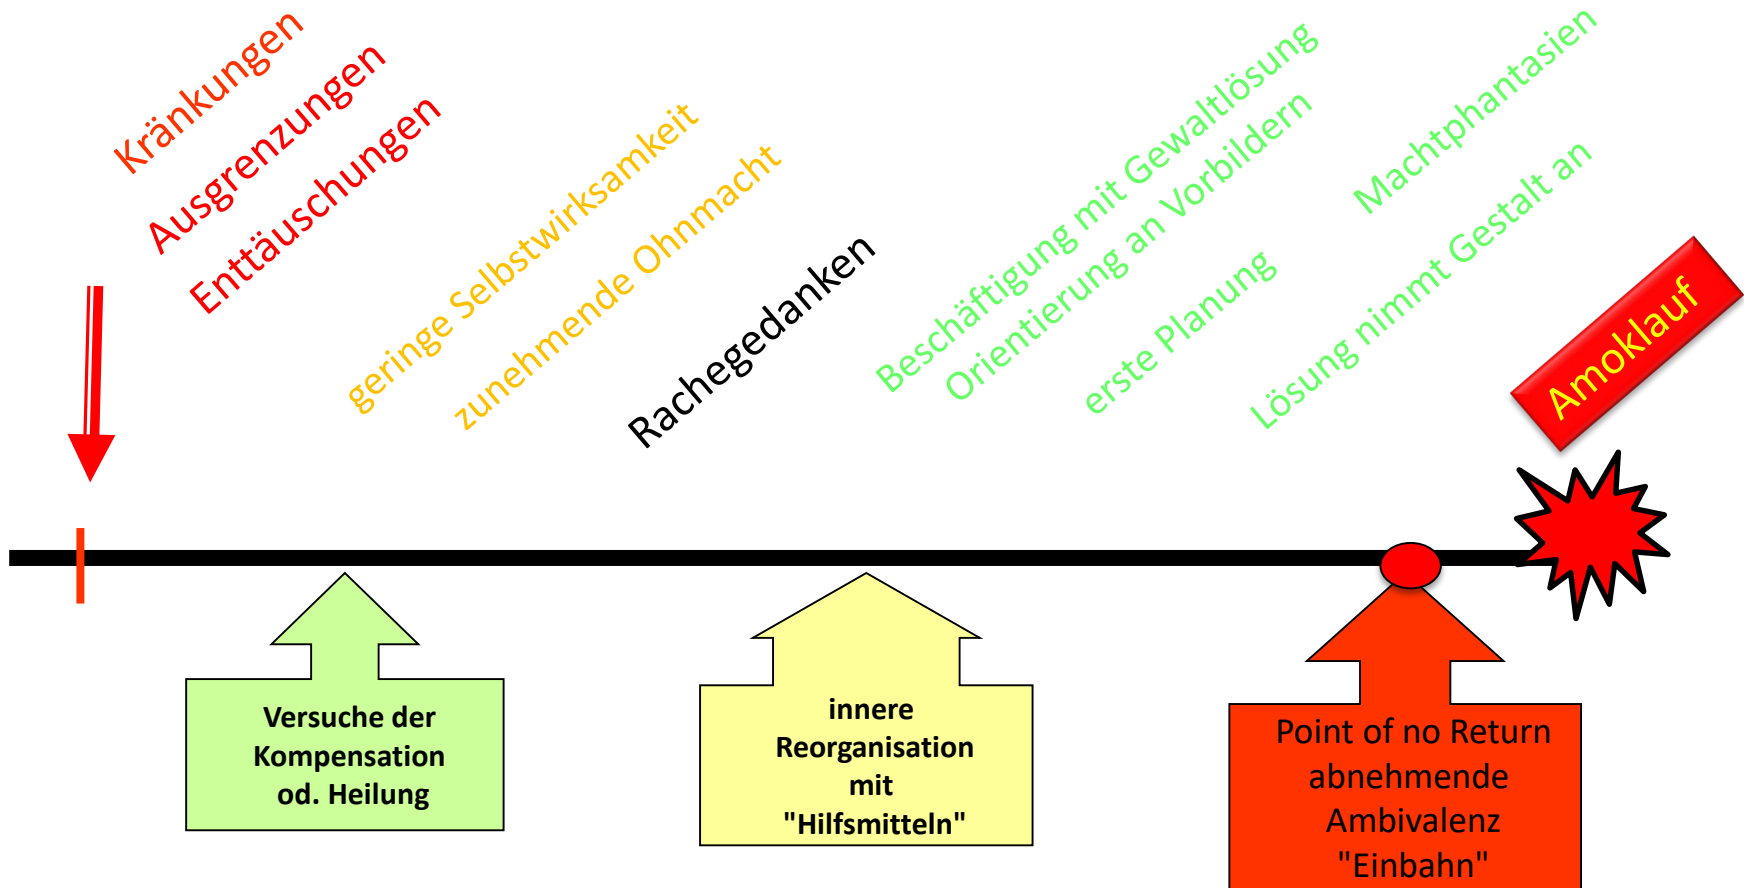 Kränkungen
Ausgrenzungen
Enttäuschungen
geringe Selbstwirksamkeit
zunehmende Ohnmacht
Rachegedanken
Beschäftigung mit Gewaltlösung
Orientierung an Vorbildern
erste Planung
Machtphantasien
Lösung nimmt Gestalt an
Amoklauf
Versuche der
Kompensation
od. Heilung
innere
Reorganisation
mit
"Hilfsmitteln"
Point of no Return
abnehmende
Ambivalenz
"Einbahn"